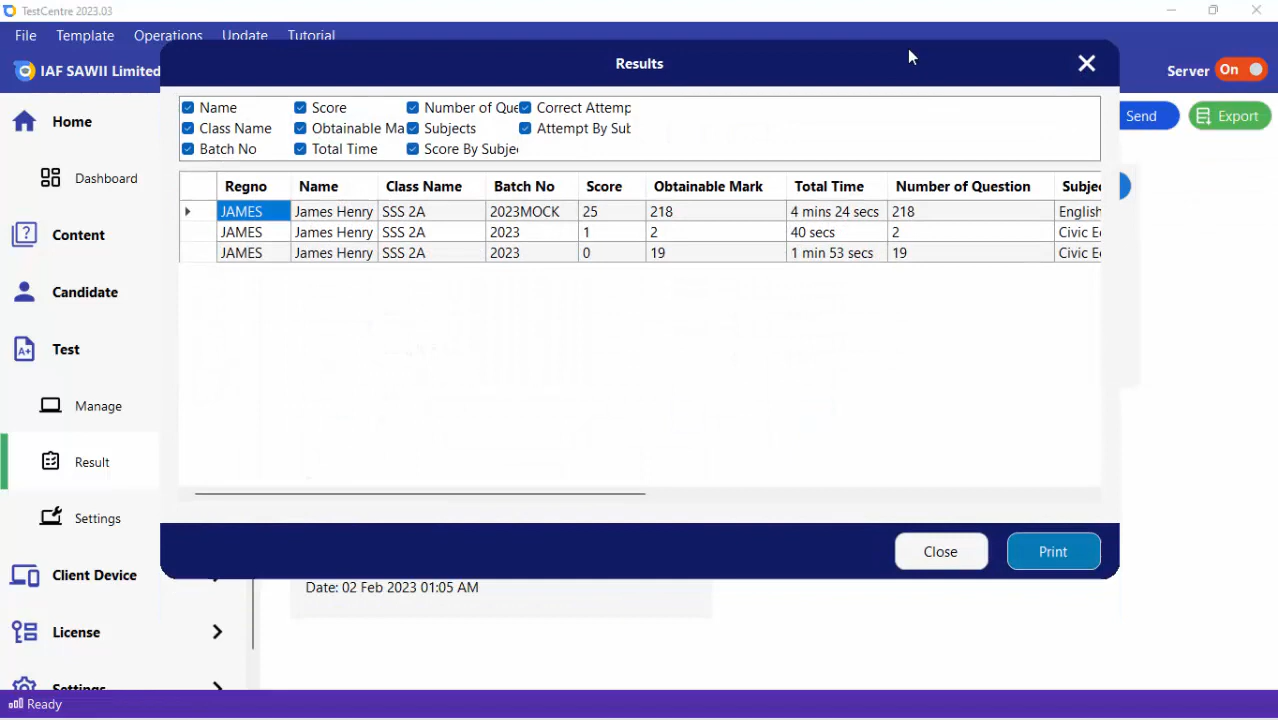 TestCentre 2023.03
File Template Operations Update Tutorial
IAF SAWII Limited
Results
Server On
Send Export
Home
Dashboard
Content
Candidate
Test
Manage
Result
Settings
Client Device
License
Settings
Name Score Number of Que Correct Attemp
Class Name Obtainable Ma Subjects Attempt By Sub
Batch No Total Time Score By Subje
Regno Name Class Name Batch No Score Obtainable Mark Total Time Number of Question Subje
JAMES James Henry SSS 2A 2023MOCK 25 218 4 mins 24 secs 218 English
JAMES James Henry SSS 2A 2023 1 2 40 secs 2 Civic E
JAMES James Henry SSS 2A 2023 0 19 1 min 53 secs 19 Civic E
Close Print
Date: 02 Feb 2023 01:05 AM
Ready